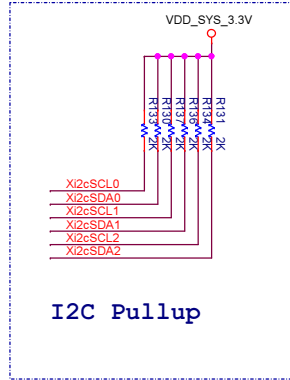 VDD_SYS_3.3V
R133 2K
R130 2K
R137 2K
R136 2K
R134 2K
R131 2K
Xi2cSCL0
Xi2cSDA0
Xi2cSCL1
Xi2cSDA1
Xi2cSCL2
Xi2cSDA2
I2C Pullup